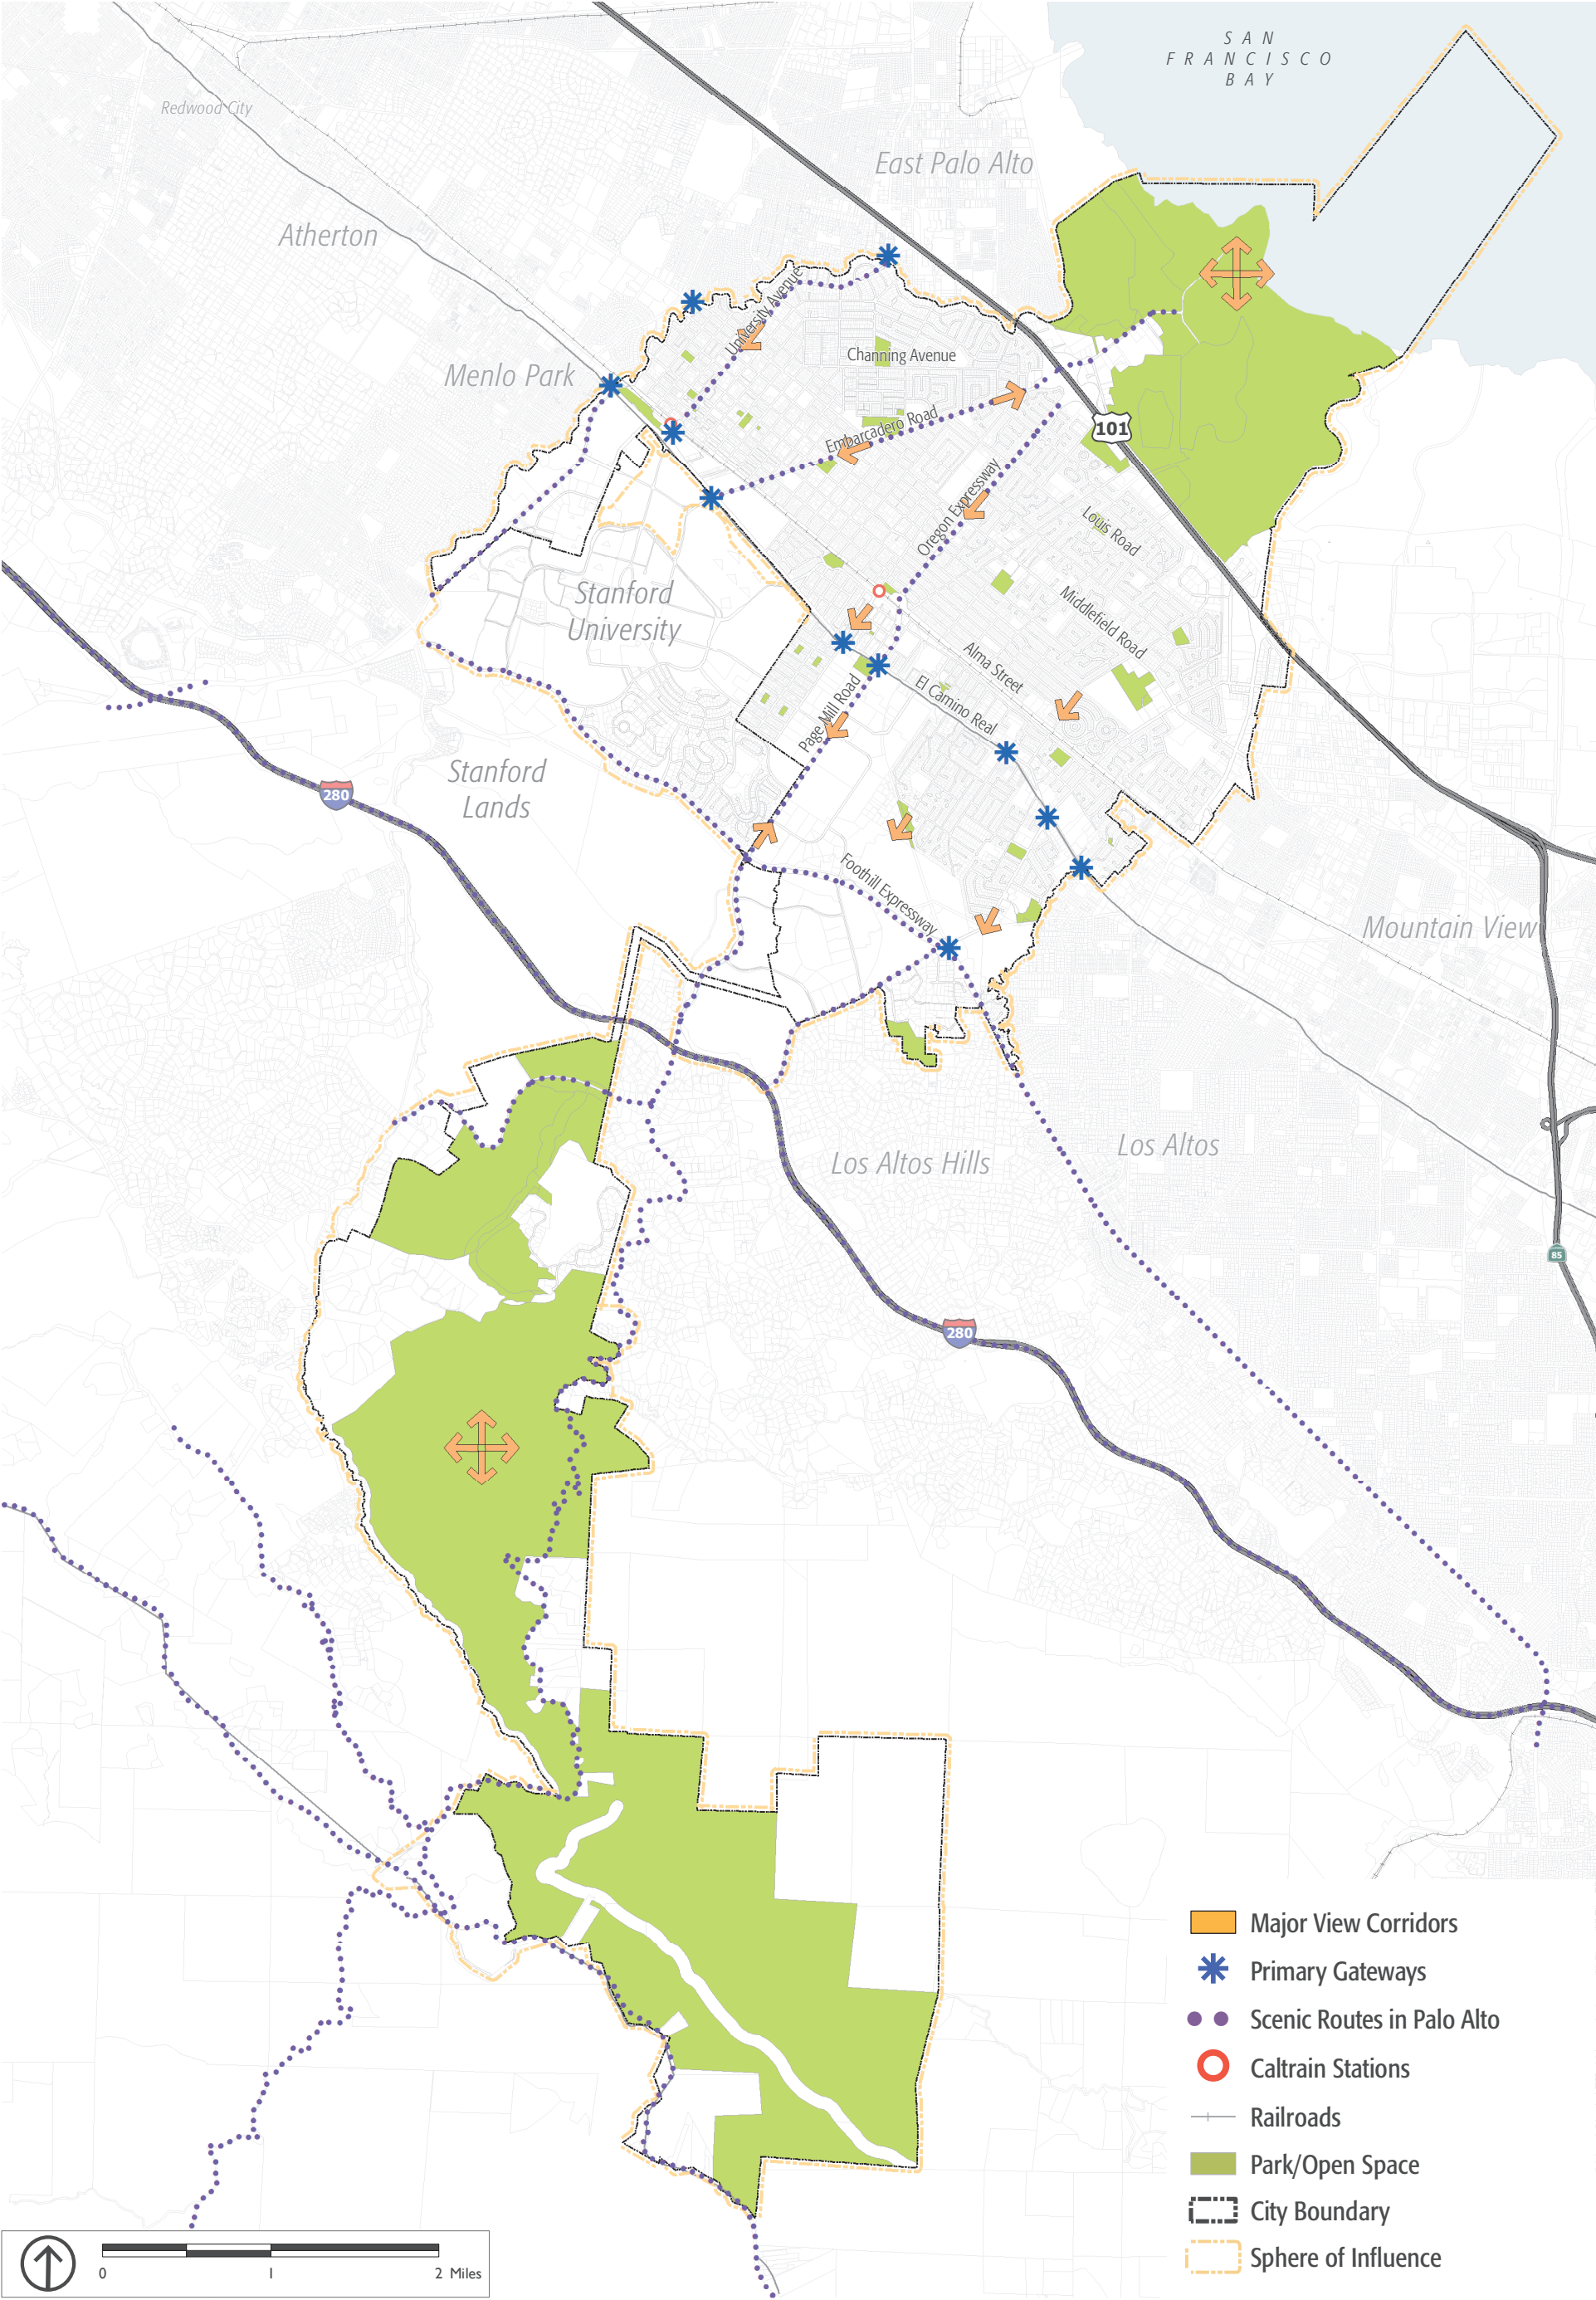 SAN
FRANCISCO
BAY
Redwood City
East Palo Alto
Atherton
University Avenue
Channing Avenue
Menlo Park
Embarcadero Road
101
Oregon Expressway
Louis Road
Stanford
University
Middlefield Road
Alma Street
El Camino Real
Page Mill Road
Stanford
Lands
280
Foothill Expressway
Mountain View
Los Altos
Los Altos Hills
85
280
Major View Corridors
Primary Gateways
Scenic Routes in Palo Alto
Caltrain Stations
Railroads
Park/Open Space
City Boundary
Sphere of Influence
0 1 2 Miles